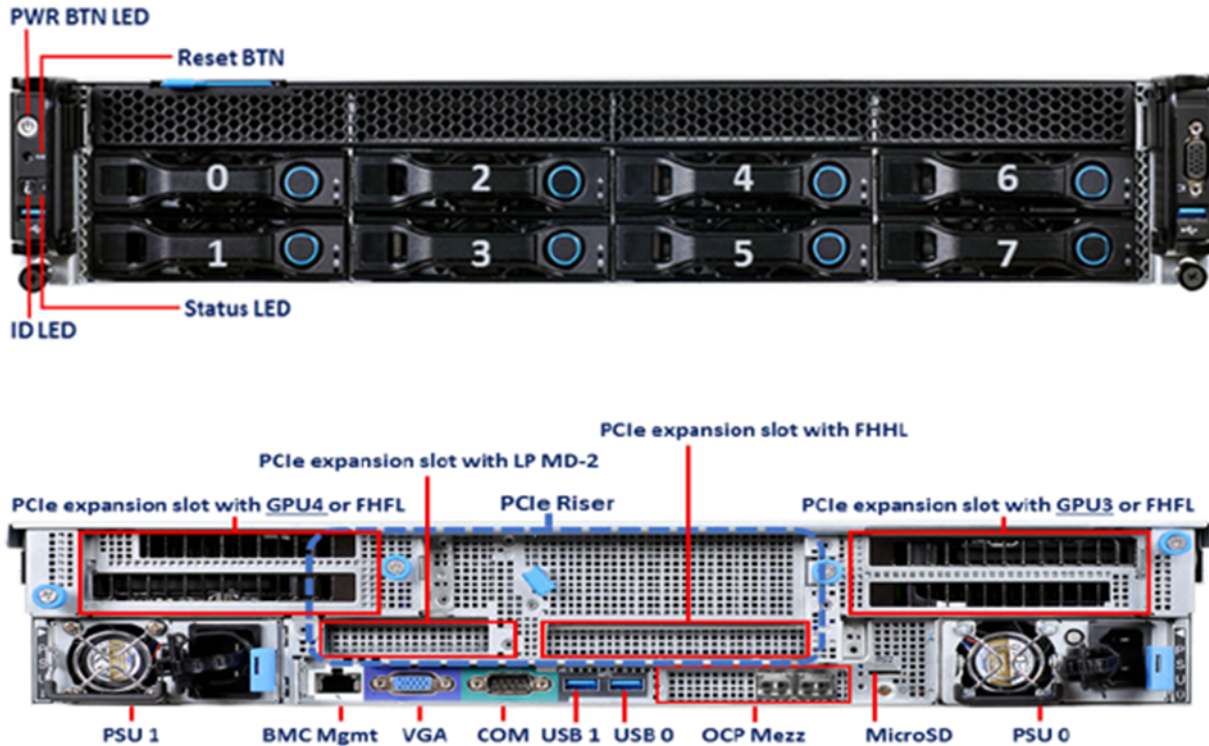 PWR BTN LED
Reset BTN
0 2 4 6
1 3 5 7
Status LED
ID LED
PCIe expansion slot with FHHL
PCIe expansion slot with LP MD-2
PCIe expansion slot with GPU4 or FHFL
PCIe Riser
PCIe expansion slot with GPU3 or FHFL
PSU 1
BMC Mgmt
VGA
COM
USB 1
USB 0
OCP Mezz
MicroSD
PSU 0